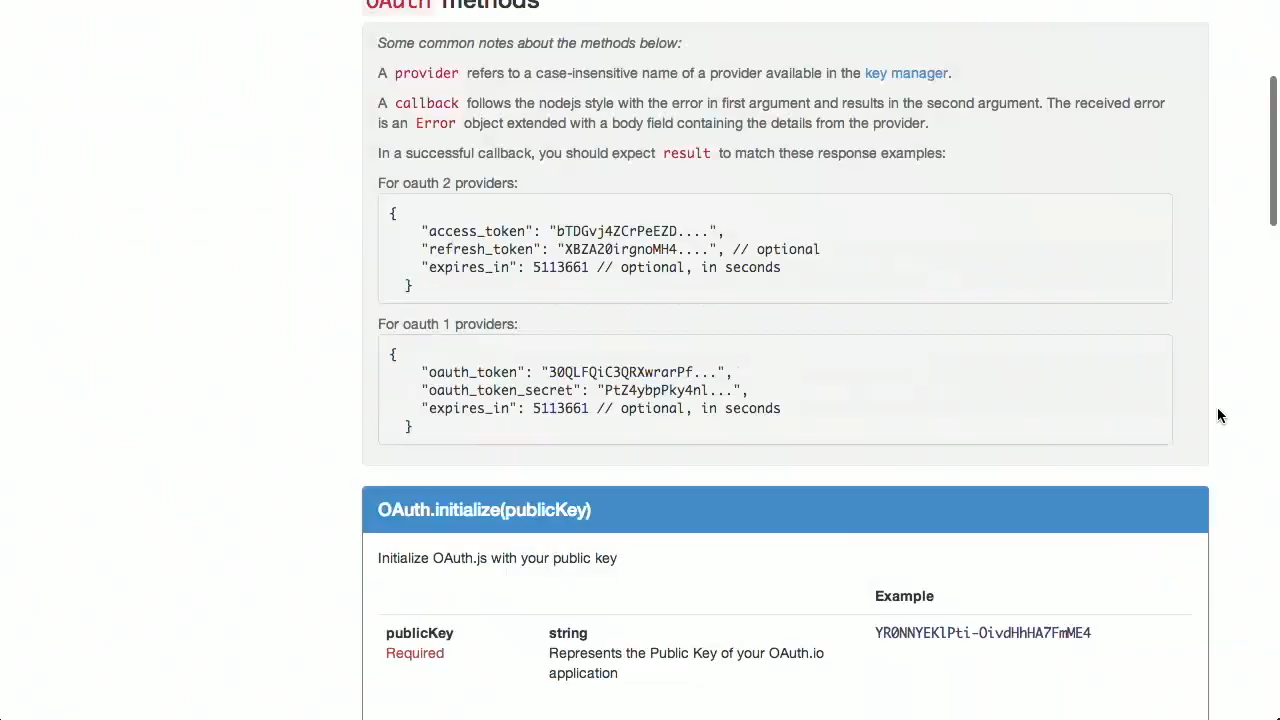 OAuth methods
Some common notes about the methods below:
A provider refers to a case-insensitive name of a provider available in the key manager.
A callback follows the nodejs style with the error in first argument and results in the second argument. The received error
is an Error object extended with a body field containing the details from the provider.
In a successful callback, you should expect result to match these response examples:
For oauth 2 providers:
{
"access_token": "bTDGvj4ZCrPeEZD....",
"refresh_token": "XBZA20irgnoMH4....", // optional
"expires_in": 5113661 // optional, in seconds
}
For oauth 1 providers:
{
"oauth_token": "30QLFQiC3QRXwrarPf...",
"oauth_token_secret": "PtZ4ybpPky4nl...",
"expires_in": 5113661 // optional, in seconds
}
OAuth.initialize(publicKey)
Initialize OAuth.js with your public key
Example
publicKey string YR0NNYEKlPti-OivdHhHA7FmME4
Required Represents the Public Key of your OAuth.io
application